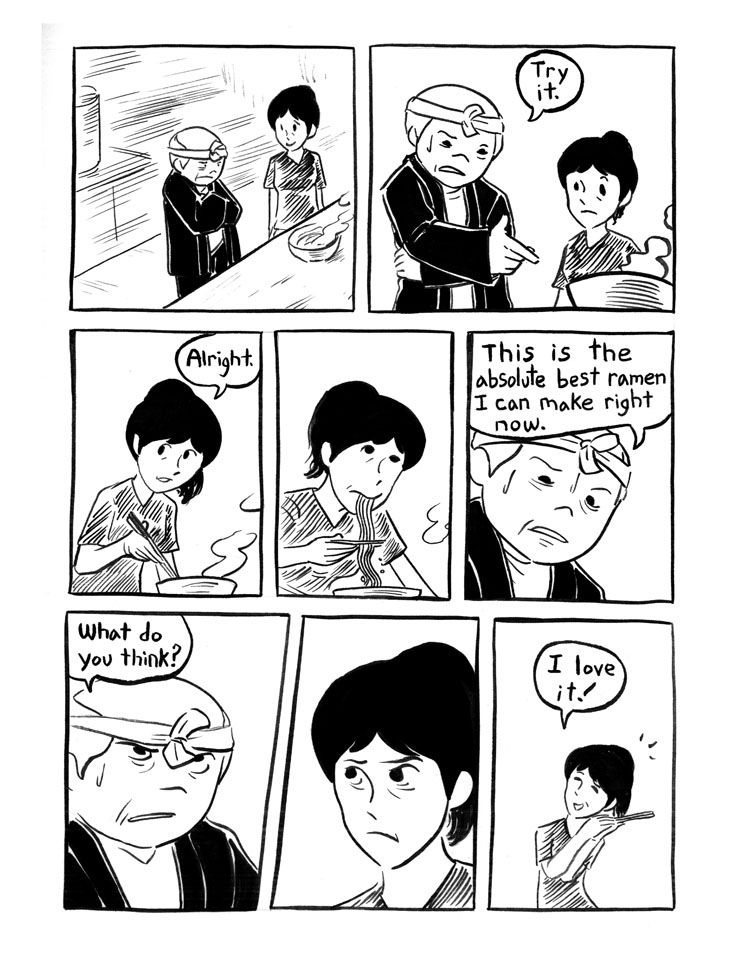 Try
it.
Alright.
This is the
absolute best ramen
I can make right
now.
What do
you think?
I love
it!